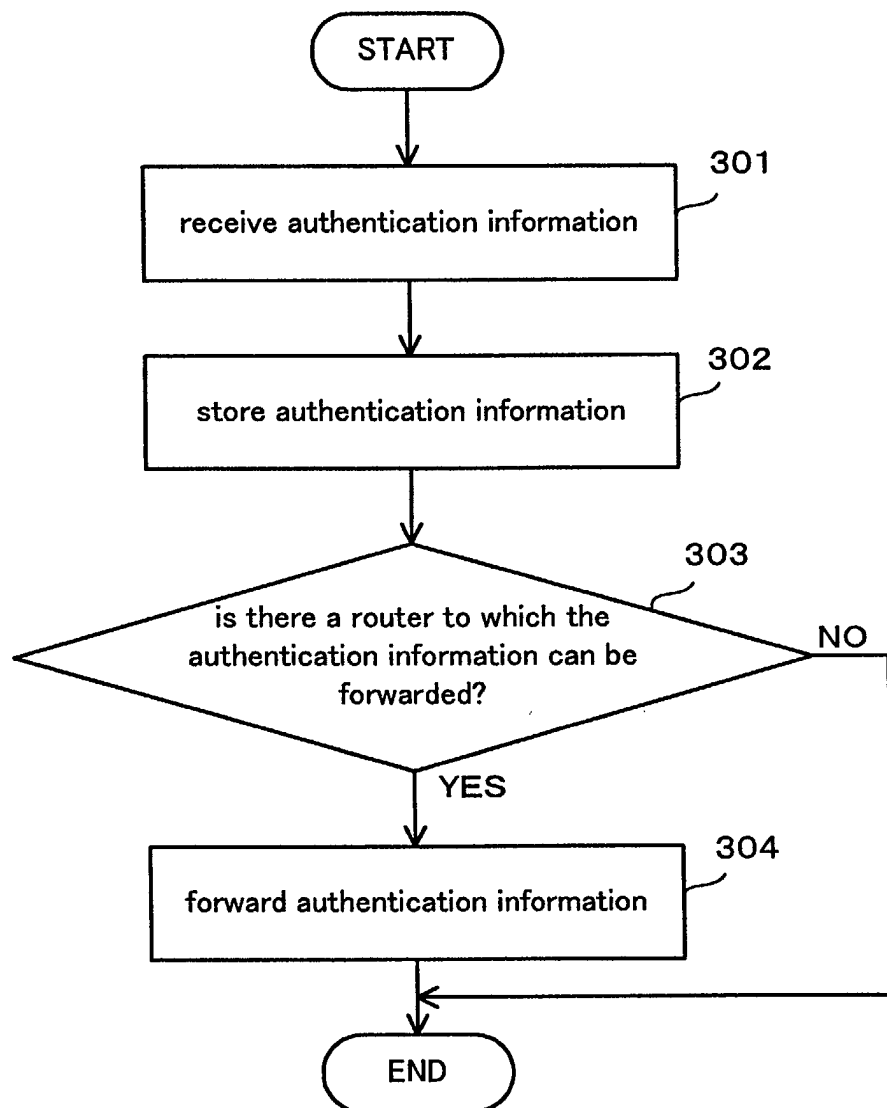 START
301
receive authentication information
302
store authentication information
303
is there a router to which the
authentication information can be
forwarded?
NO
YES
304
forward authentication information
END